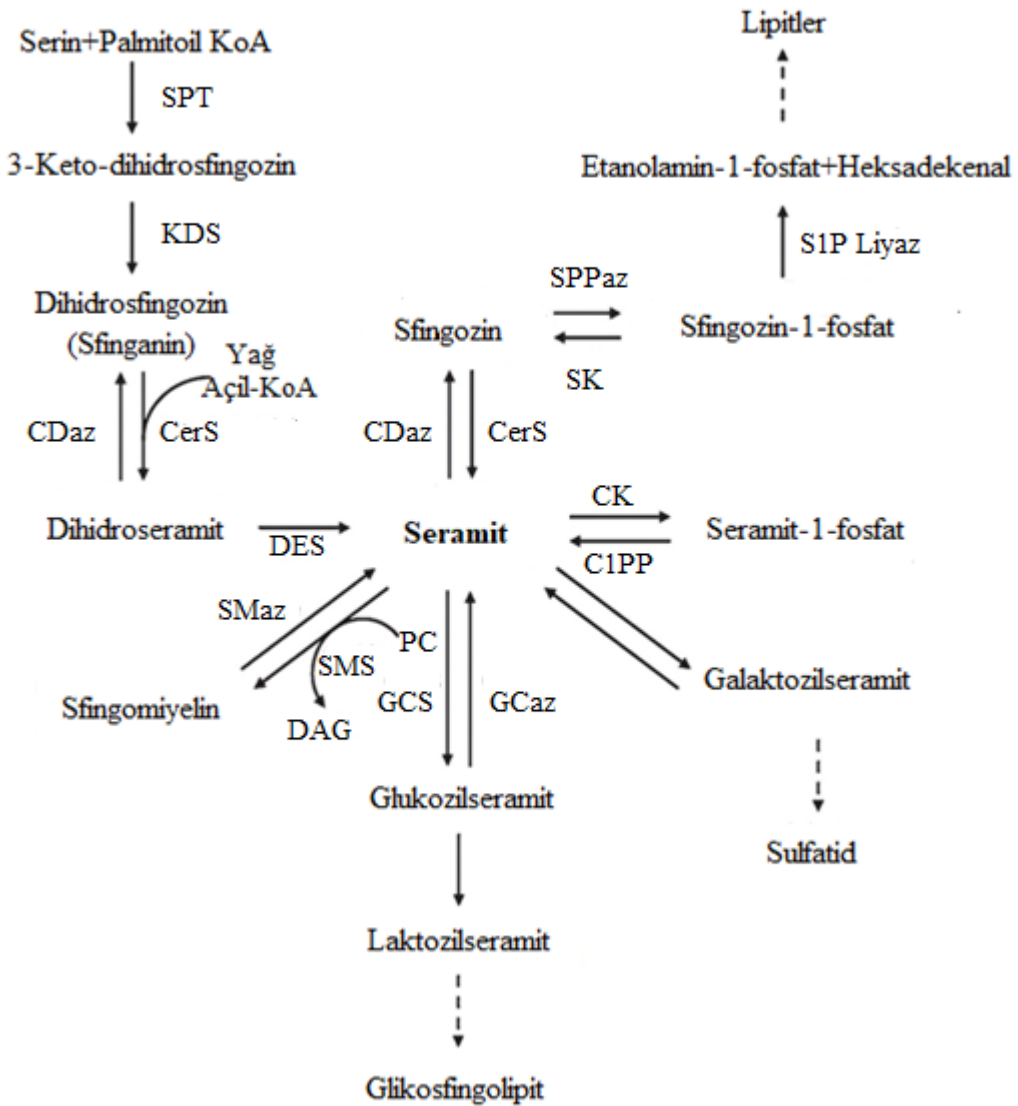 Lipitler
Serin+Palmitoil KoA
SPT
3-Keto-dihidrosfingozin
Etanolamin-1-fosfat+Heksadekenal
KDS
S1P Liyaz
SPPaz
Dihidrosfingozin
(Sfinganin)
Sfingozin
Sfingozin-1-fosfat
Yağ
Açil-KoA
SK
CDaz
CerS
CDaz
CerS
CK
Dihidroseramit
DES
Seramit
Seramit-1-fosfat
C1PP
SMaz
PC
SMS
Sfingomiyelin
DAG
GCS
GCaz
Galaktozilseramit
Glukozilseramit
Sulfatid
Laktozilseramit
Glikosfingolipit